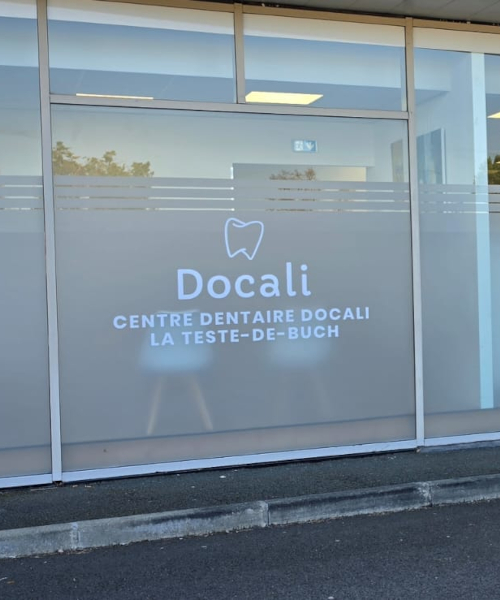 Docali
CENTRE DENTAIRE DOCALI
LA TESTE-DE-BUCH